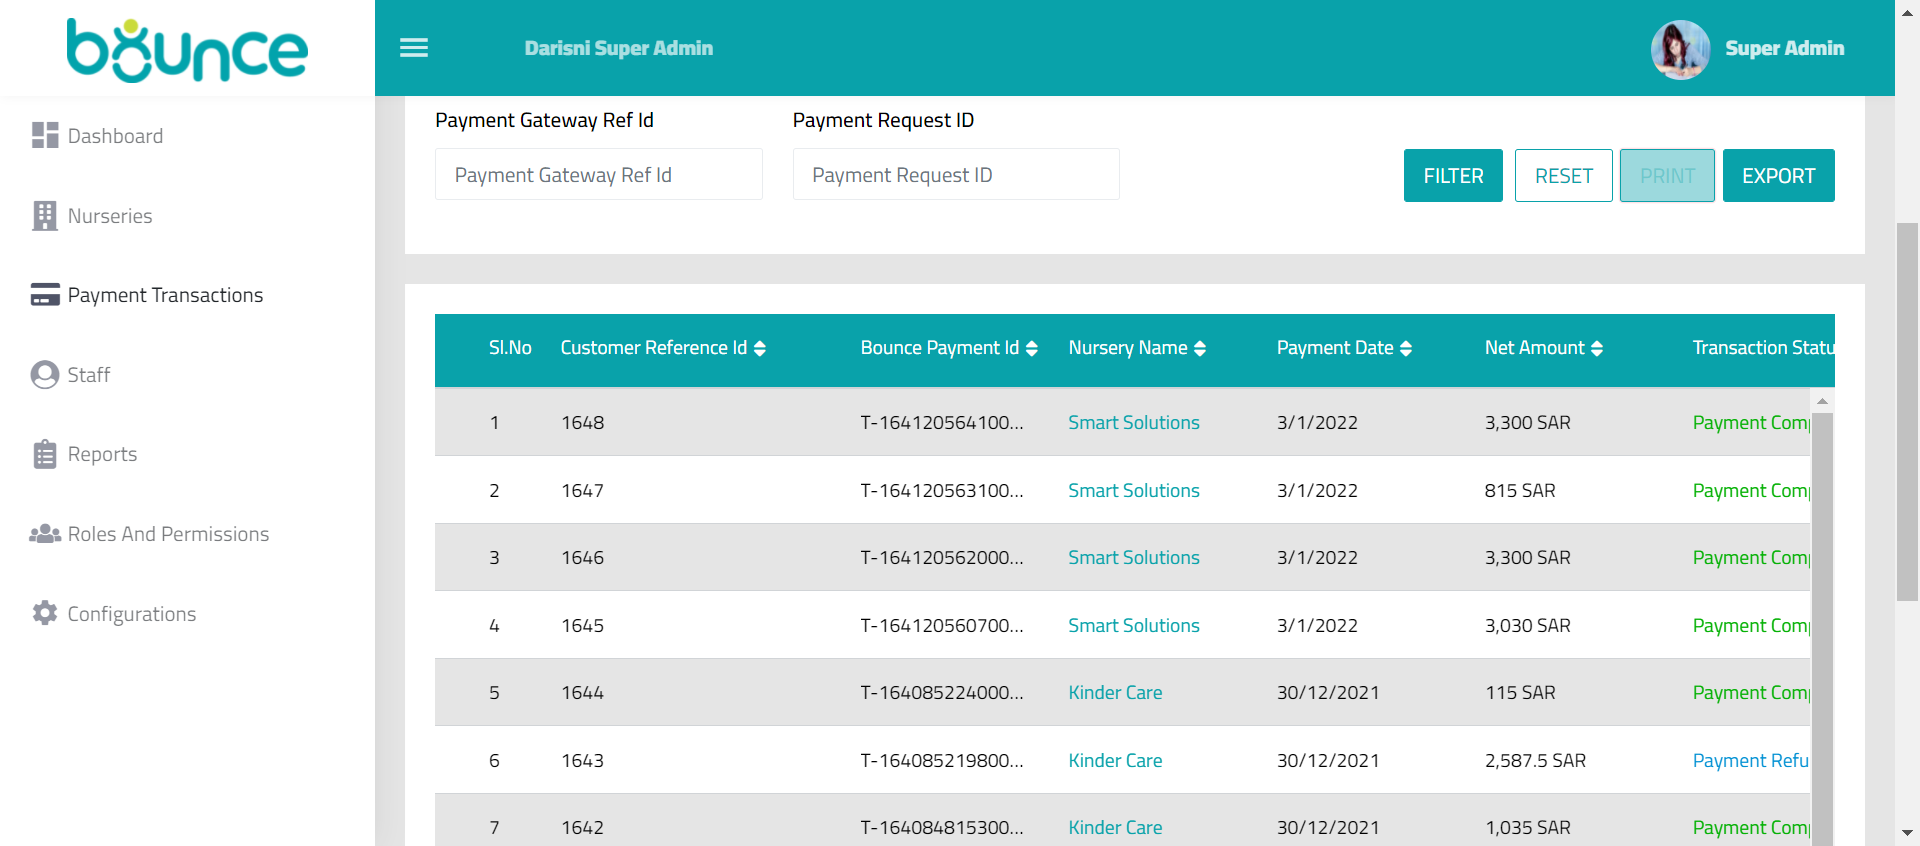 bounce
Darisni Super Admin
Super Admin
Dashboard
Nurseries
Payment Transactions
Staff
Reports
Roles And Permissions
Configurations
Payment Gateway Ref Id
Payment Request ID
Payment Gateway Ref Id
Payment Request ID
FILTER
RESET
PRINT
EXPORT
Sl.No Customer Reference Id Bounce Payment Id Nursery Name Payment Date Net Amount Transaction Statu
1 1648 T-164120564100... Smart Solutions 3/1/2022 3,300 SAR Payment Comp
2 1647 T-164120563100... Smart Solutions 3/1/2022 815 SAR Payment Comp
3 1646 T-164120562000... Smart Solutions 3/1/2022 3,300 SAR Payment Comp
4 1645 T-164120560700... Smart Solutions 3/1/2022 3,030 SAR Payment Comp
5 1644 T-164085224000... Kinder Care 30/12/2021 115 SAR Payment Comp
6 1643 T-164085219800... Kinder Care 30/12/2021 2,587.5 SAR Payment Refu
7 1642 T-164084815300... Kinder Care 30/12/2021 1,035 SAR Payment Comp